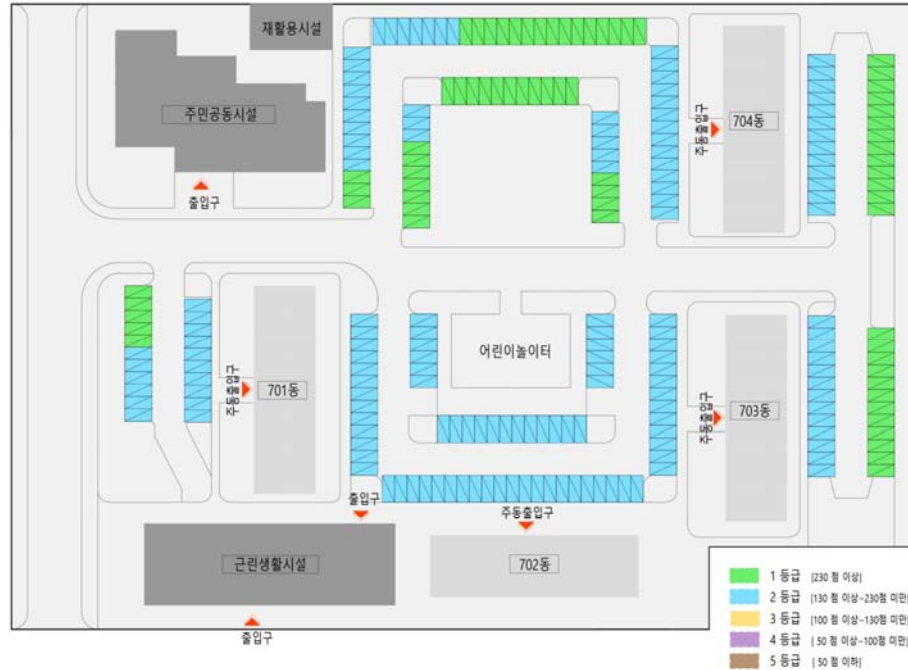 재활용시설
주민공동시설
출입구
주동출입구
704동
어린이놀이터
주동출입구
701동
주동출입구
703동
출입구
주동출입구
근린생활시설
702동
출입구
1 등급 [230 점 이상]
2 등급 [130 점 이상~230점 미만]
3 등급 [100 점 이상~130점 미만]
4 등급 [ 50 점 이상~100점 미만]
5 등급 [ 50 점 이하]